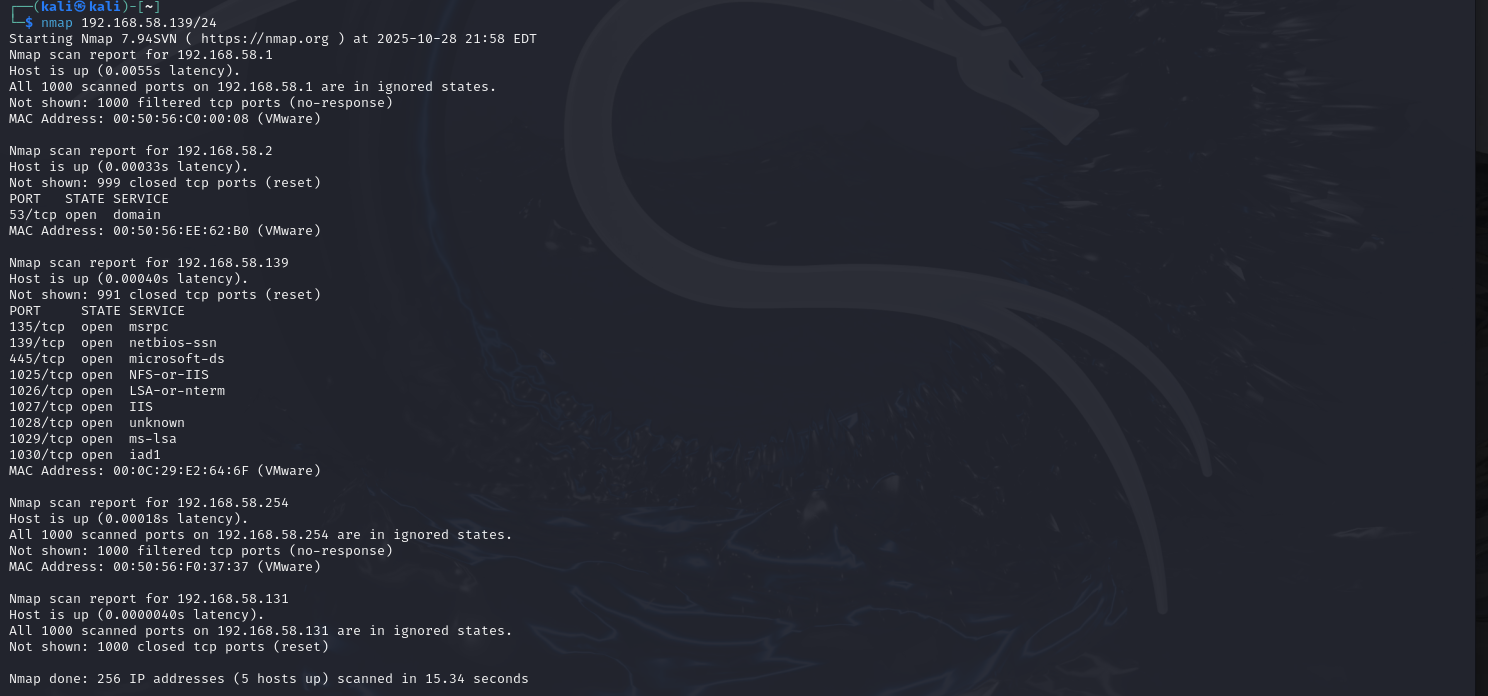 ┌──(kali㉿kali)-[~]
└─$ nmap 192.168.58.139/24
Starting Nmap 7.94SVN ( https://nmap.org ) at 2025-10-28 21:58 EDT
Nmap scan report for 192.168.58.1
Host is up (0.0055s latency).
All 1000 scanned ports on 192.168.58.1 are in ignored states.
Not shown: 1000 filtered tcp ports (no-response)
MAC Address: 00:50:56:C0:00:08 (VMware)

Nmap scan report for 192.168.58.2
Host is up (0.00033s latency).
Not shown: 999 closed tcp ports (reset)
PORT   STATE SERVICE
53/tcp open  domain
MAC Address: 00:50:56:EE:62:B0 (VMware)

Nmap scan report for 192.168.58.139
Host is up (0.00040s latency).
Not shown: 991 closed tcp ports (reset)
PORT     STATE SERVICE
135/tcp  open  msrpc
139/tcp  open  netbios-ssn
445/tcp  open  microsoft-ds
1025/tcp open  NFS-or-IIS
1026/tcp open  LSA-or-nterm
1027/tcp open  IIS
1028/tcp open  unknown
1029/tcp open  ms-lsa
1030/tcp open  iad1
MAC Address: 00:0C:29:E2:64:6F (VMware)

Nmap scan report for 192.168.58.254
Host is up (0.00018s latency).
All 1000 scanned ports on 192.168.58.254 are in ignored states.
Not shown: 1000 filtered tcp ports (no-response)
MAC Address: 00:50:56:F0:37:37 (VMware)

Nmap scan report for 192.168.58.131
Host is up (0.0000040s latency).
All 1000 scanned ports on 192.168.58.131 are in ignored states.
Not shown: 1000 closed tcp ports (reset)

Nmap done: 256 IP addresses (5 hosts up) scanned in 15.34 seconds